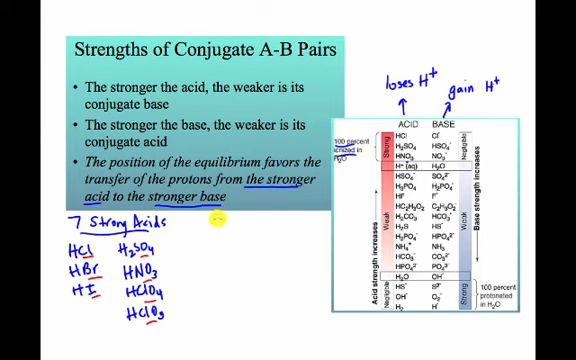 Strengths of Conjugate A-B Pairs
• The stronger the acid, the weaker is its
conjugate base
• The stronger the base, the weaker is its
conjugate acid
• The position of the equilibrium favors the
transfer of the protons from the stronger
acid to the stronger base
7 Strong Acids
HCl H₂SO₄
HBr HNO₃
HI HClO₄
HClO₃
loses H⁺
gain H⁺
ACID BASE
100 percent
ionized in
H₂O
Strong
Weak
Negligible
Acid strength increases
HCl Cl⁻
H₂SO₄ HSO₄⁻
HNO₃ NO₃⁻
H⁺ (aq) H₂O
HSO₄⁻ SO₄²⁻
H₃PO₄ H₂PO₄⁻
HF F⁻
HC₂H₃O₂ C₂H₃O₂⁻
H₂CO₃ HCO₃⁻
H₂S HS⁻
H₂PO₄⁻ HPO₄²⁻
NH₄⁺ NH₃
HCO₃⁻ CO₃²⁻
HPO₄²⁻ PO₄³⁻
H₂O OH⁻
HS⁻ S²⁻
OH⁻ O₂⁻
H₂ H⁻
Negligible
Weak
Strong
Base strength increases
100 percent
protonated
in H₂O